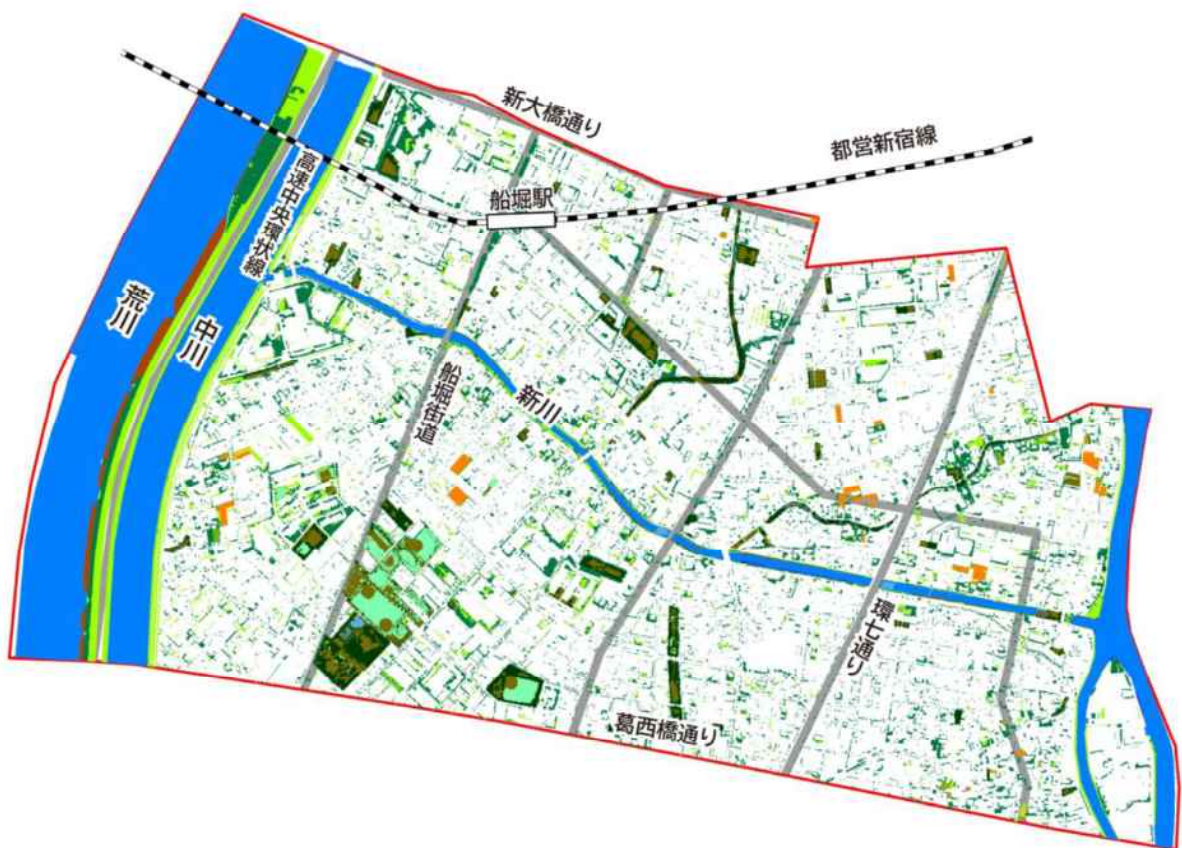 新大橋通り
都営新宿線
船堀駅
高速中央環状線
荒川
中川
船堀街道
新川
環七通り
葛西橋通り